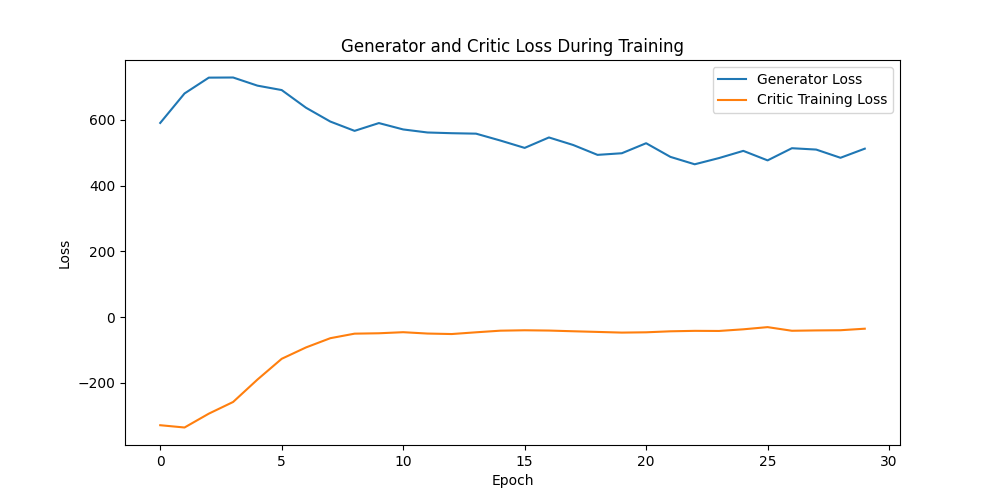 Generator and Critic Loss During Training
Generator Loss
Critic Training Loss
600
400
200
0
−200
Loss
0 5 10 15 20 25 30
Epoch